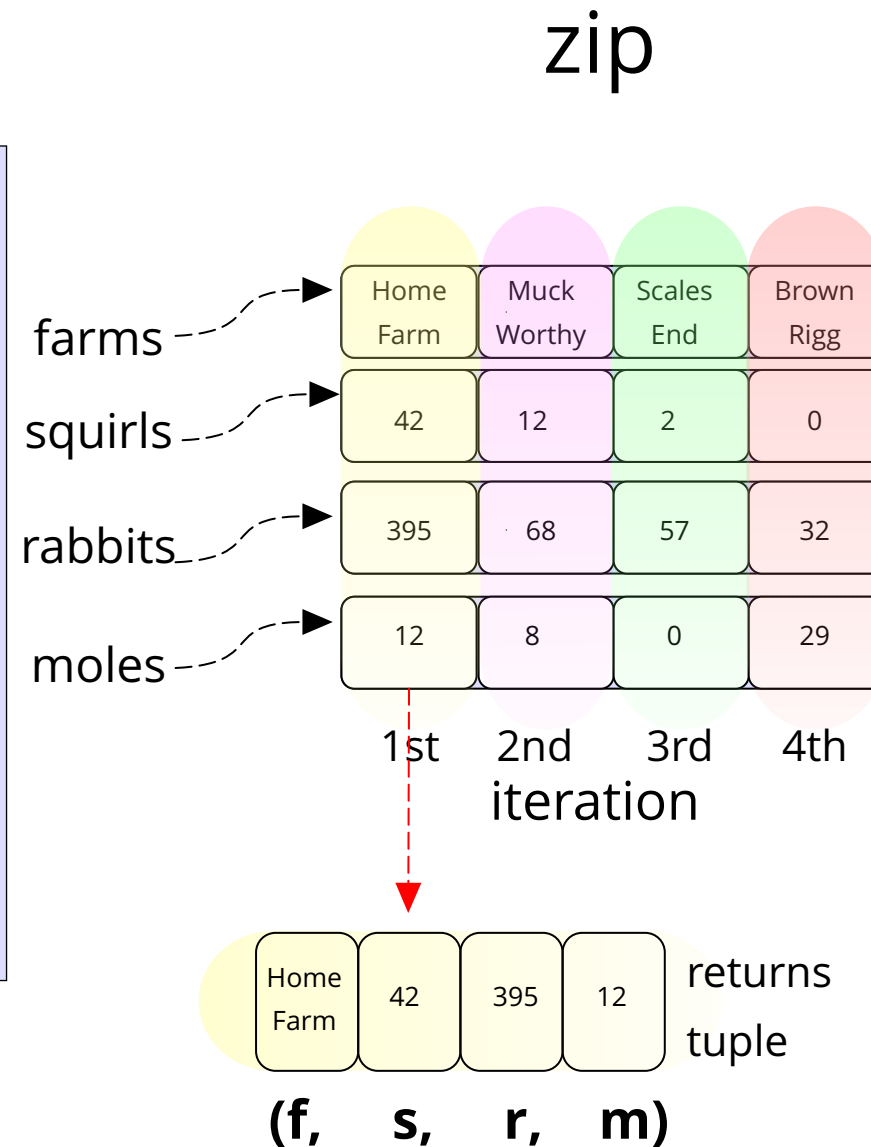 zip
farms
Home Farm
Muck Worthy
Scales End
Brown Rigg
squirls
42
12
2
0
rabbits
395
68
57
32
moles
12
8
0
29
1st 2nd 3rd 4th
iteration
Home Farm
42
395
12
returns
tuple
(f, s, r, m)